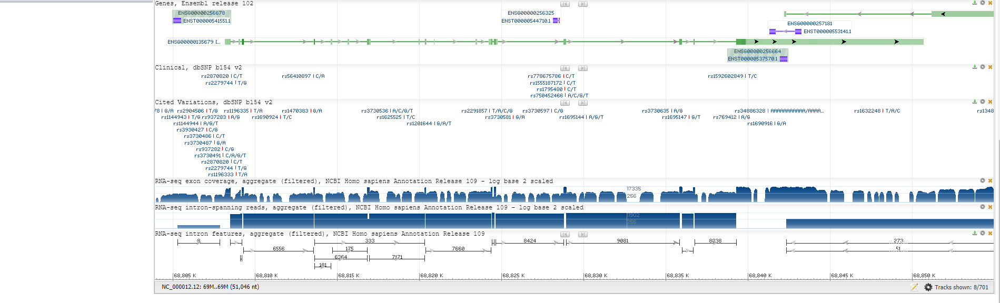 Genes, Ensembl release 102
ENSG00000256678
ENST00000541551.1
ENSG00000256325
ENST00000544710.1
ENSG00000257181
ENST00000553141.1
ENSG00000135679 [...
ENSG00000256664
ENST00000537570.1
Clinical, dbSNP b154 v2
rs2870820 | C/T
rs56410897 | C/A
rs778675786 | C/T
rs1592602849 | T/C
rs2279744 | T/G
rs1555187172 | C/T
rs1795480 | C/T
rs750452466 | A/C/G/T
Cited Variations, dbSNP b154 v2
78 | G/A rs2904506 | T/G rs1196335 | T/A rs1470383 | G/A rs3730536 | A/C/G/T rs2291857 | T/A/C/G rs3730597 | C/G rs3730635 | A/G rs34886328 | AAAAAAAAAAA/AAAA... rs1632248 | T/A/C rs1348
rs1144943 | T/G rs937283 | A/G rs1690924 | T/C rs1625525 | T/C rs3730581 | G/A rs1695144 | A/G/T rs1695147 | G/T rs769412 | A/G
rs1144944 | A/G/T rs1201644 | G/A/T rs1690916 | G/A
rs3930427 | C/G
rs3730486 | C/T
rs3730487 | G/A
rs937282 | C/G
rs3730491 | C/A/G/T
rs2870820 | C/T
rs2279744 | T/G
rs1196333 | T/A
RNA-seq exon coverage, aggregate (filtered), NCBI Homo sapiens Annotation Release 109 - log base 2 scaled
17335
256
RNA-seq intron-spanning reads, aggregate (filtered), NCBI Homo sapiens Annotation Release 109 - log base 2 scaled
11902
256
RNA-seq intron features, aggregate (filtered), NCBI Homo sapiens Annotation Release 109
8 333 8424 9081 8838 273
6556 175 7660 51
6364 7171
181
68,805 K 68,810 K 68,815 K 68,820 K 68,825 K 68,830 K 68,835 K 68,840 K 68,845 K 68,850 K
NC_000012.12: 69M..69M (51,046 nt)
Tracks shown: 8/701